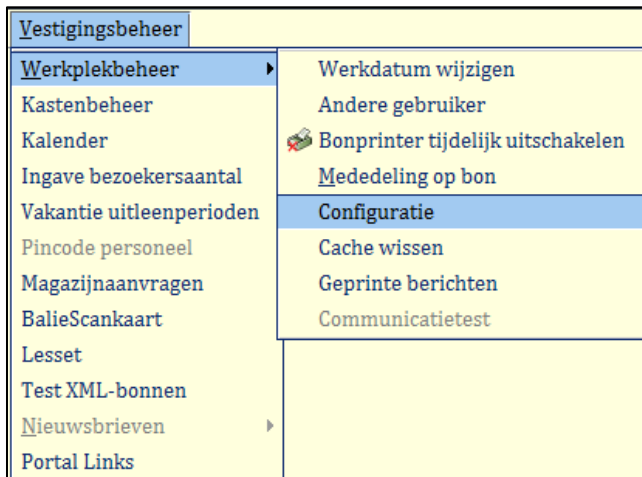 Vestigingsbeheer
Werkplekbeheer
Kastenbeheer
Kalender
Ingave bezoekersaantal
Vakantie uitleenperioden
Pincode personeel
Magazijnaanvragen
BalieScankaart
Lesset
Test XML-bonnen
Nieuwsbrieven
Portal Links
Werkdatum wijzigen
Andere gebruiker
Bonprinter tijdelijk uitschakelen
Mededeling op bon
Configuratie
Cache wissen
Geprinte berichten
Communicatietest